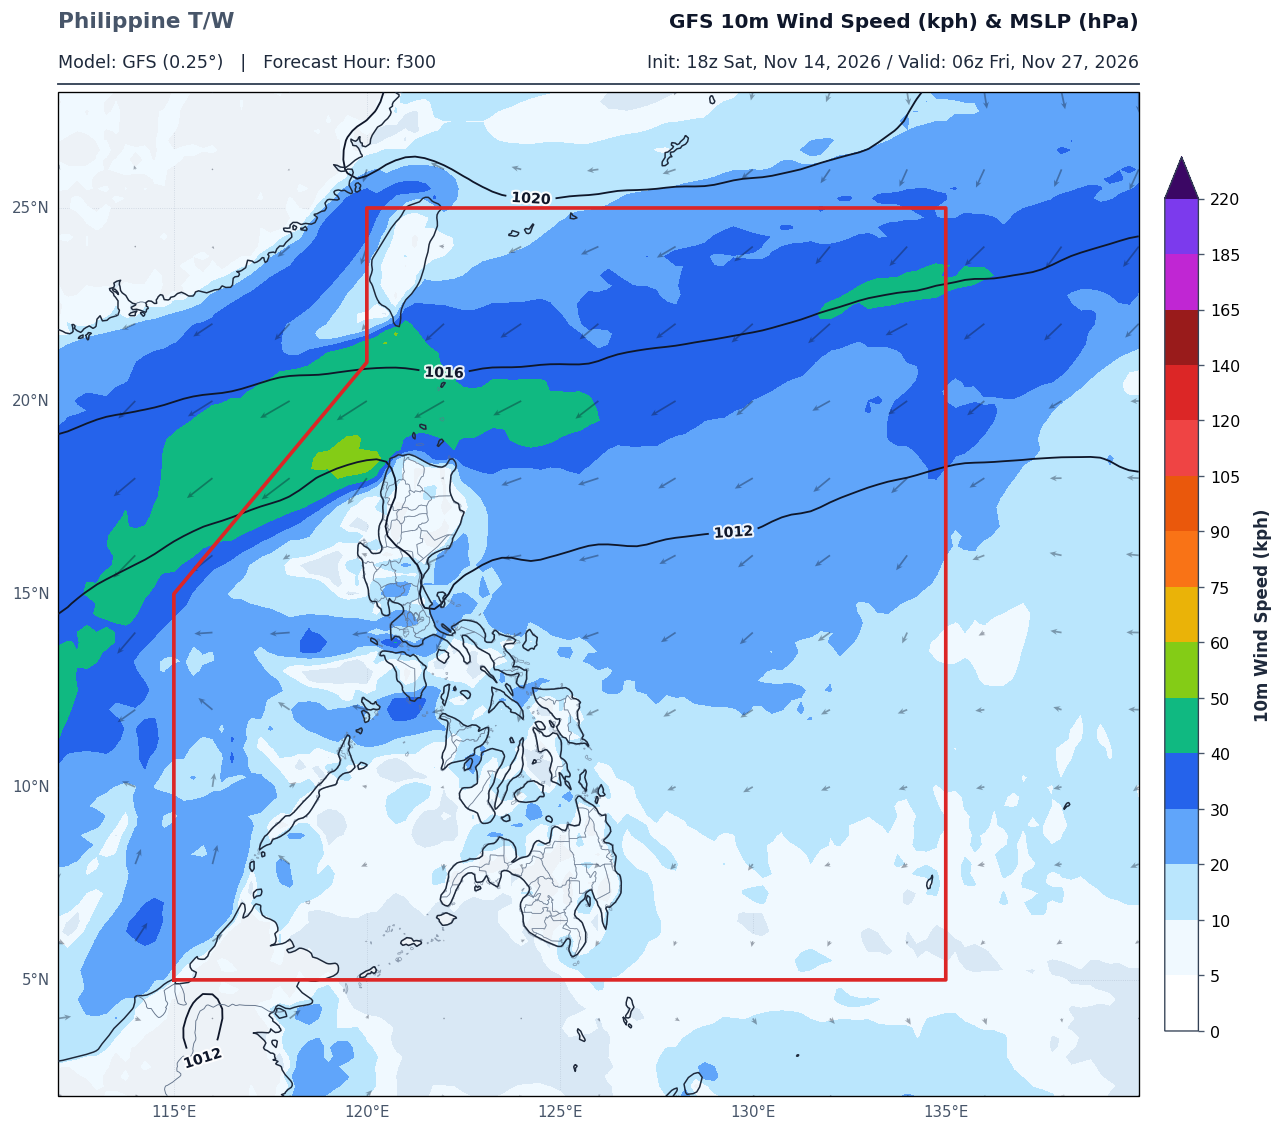 Philippine T/W
GFS 10m Wind Speed (kph) & MSLP (hPa)
Model: GFS (0.25°) | Forecast Hour: f300
Init: 18z Sat, Nov 14, 2026 / Valid: 06z Fri, Nov 27, 2026
1020
1016
1012
1012
25°N
20°N
15°N
10°N
5°N
115°E
120°E
125°E
130°E
135°E
220
185
165
140
120
105
90
75
60
50
40
30
20
10
5
0
10m Wind Speed (kph)